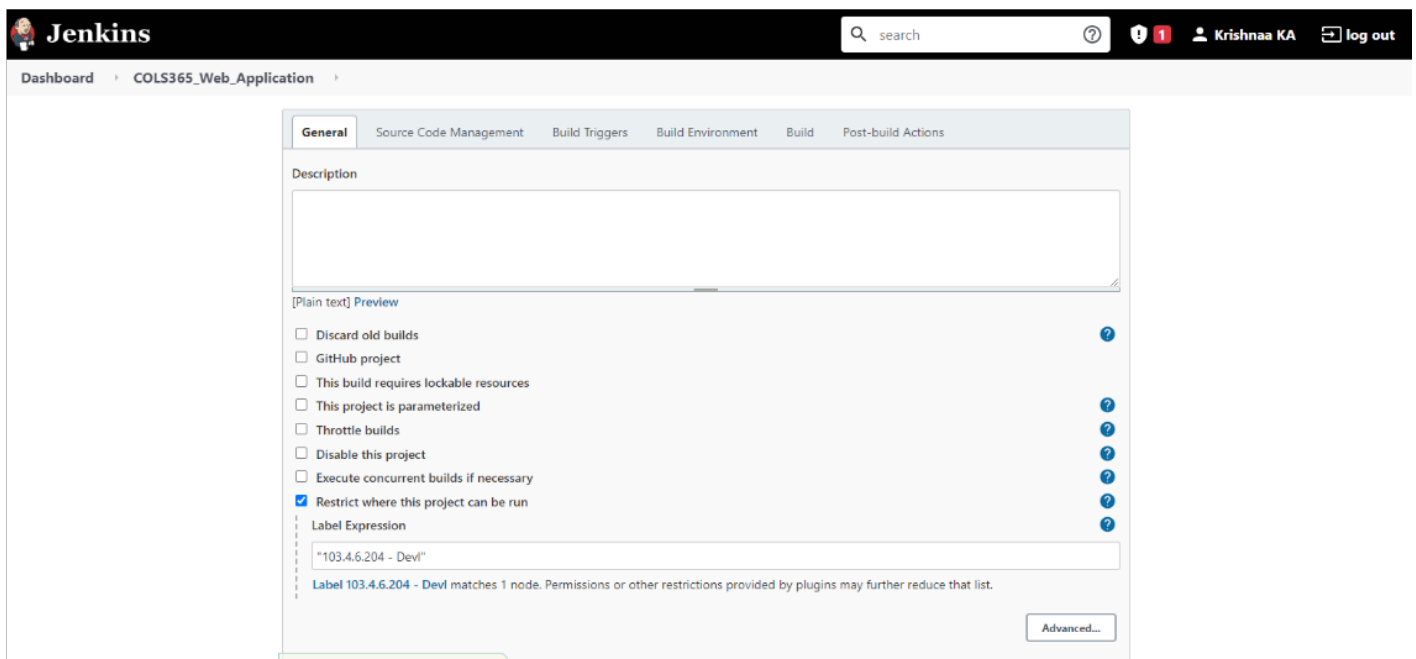 Jenkins
search
1
Krishnaa KA
log out
Dashboard
COLS365_Web_Application
General
Source Code Management
Build Triggers
Build Environment
Build
Post-build Actions
Description
[Plain text] Preview
Discard old builds
?
GitHub project
This build requires lockable resources
This project is parameterized
?
Throttle builds
?
Disable this project
?
Execute concurrent builds if necessary
?
Restrict where this project can be run
?
Label Expression
?
"103.4.6.204 - Devl"
Label 103.4.6.204 - Devl matches 1 node. Permissions or other restrictions provided by plugins may further reduce that list.
Advanced...